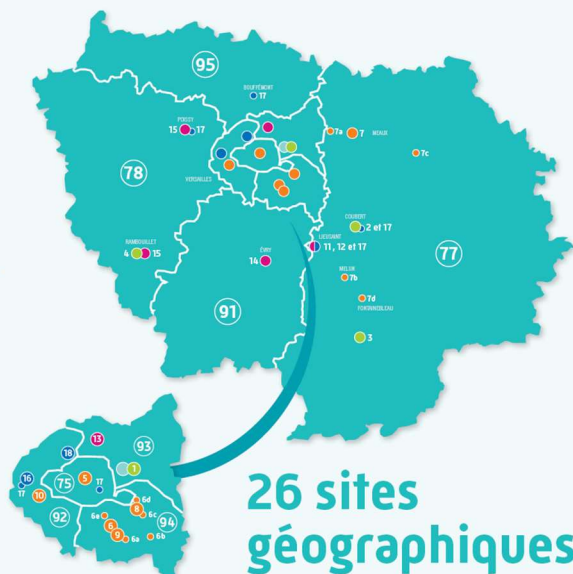 95
BOUFFÉMONT
17
POISSY
15 17
7a 7 MEAUX
7c
78
VERSAILLES
COUBERT
2 et 17
LIEUSAINT
11, 12 et 17
77
RAMBOUILLET
4 15
ÉVRY
14
MELUN
7b
7d
FONTAINEBLEAU
91
3
13
18
93
1
16
17
75
5
17
10
92
6d
8
6c
94
6e
6
9
6a
6b
26 sites
géographiques